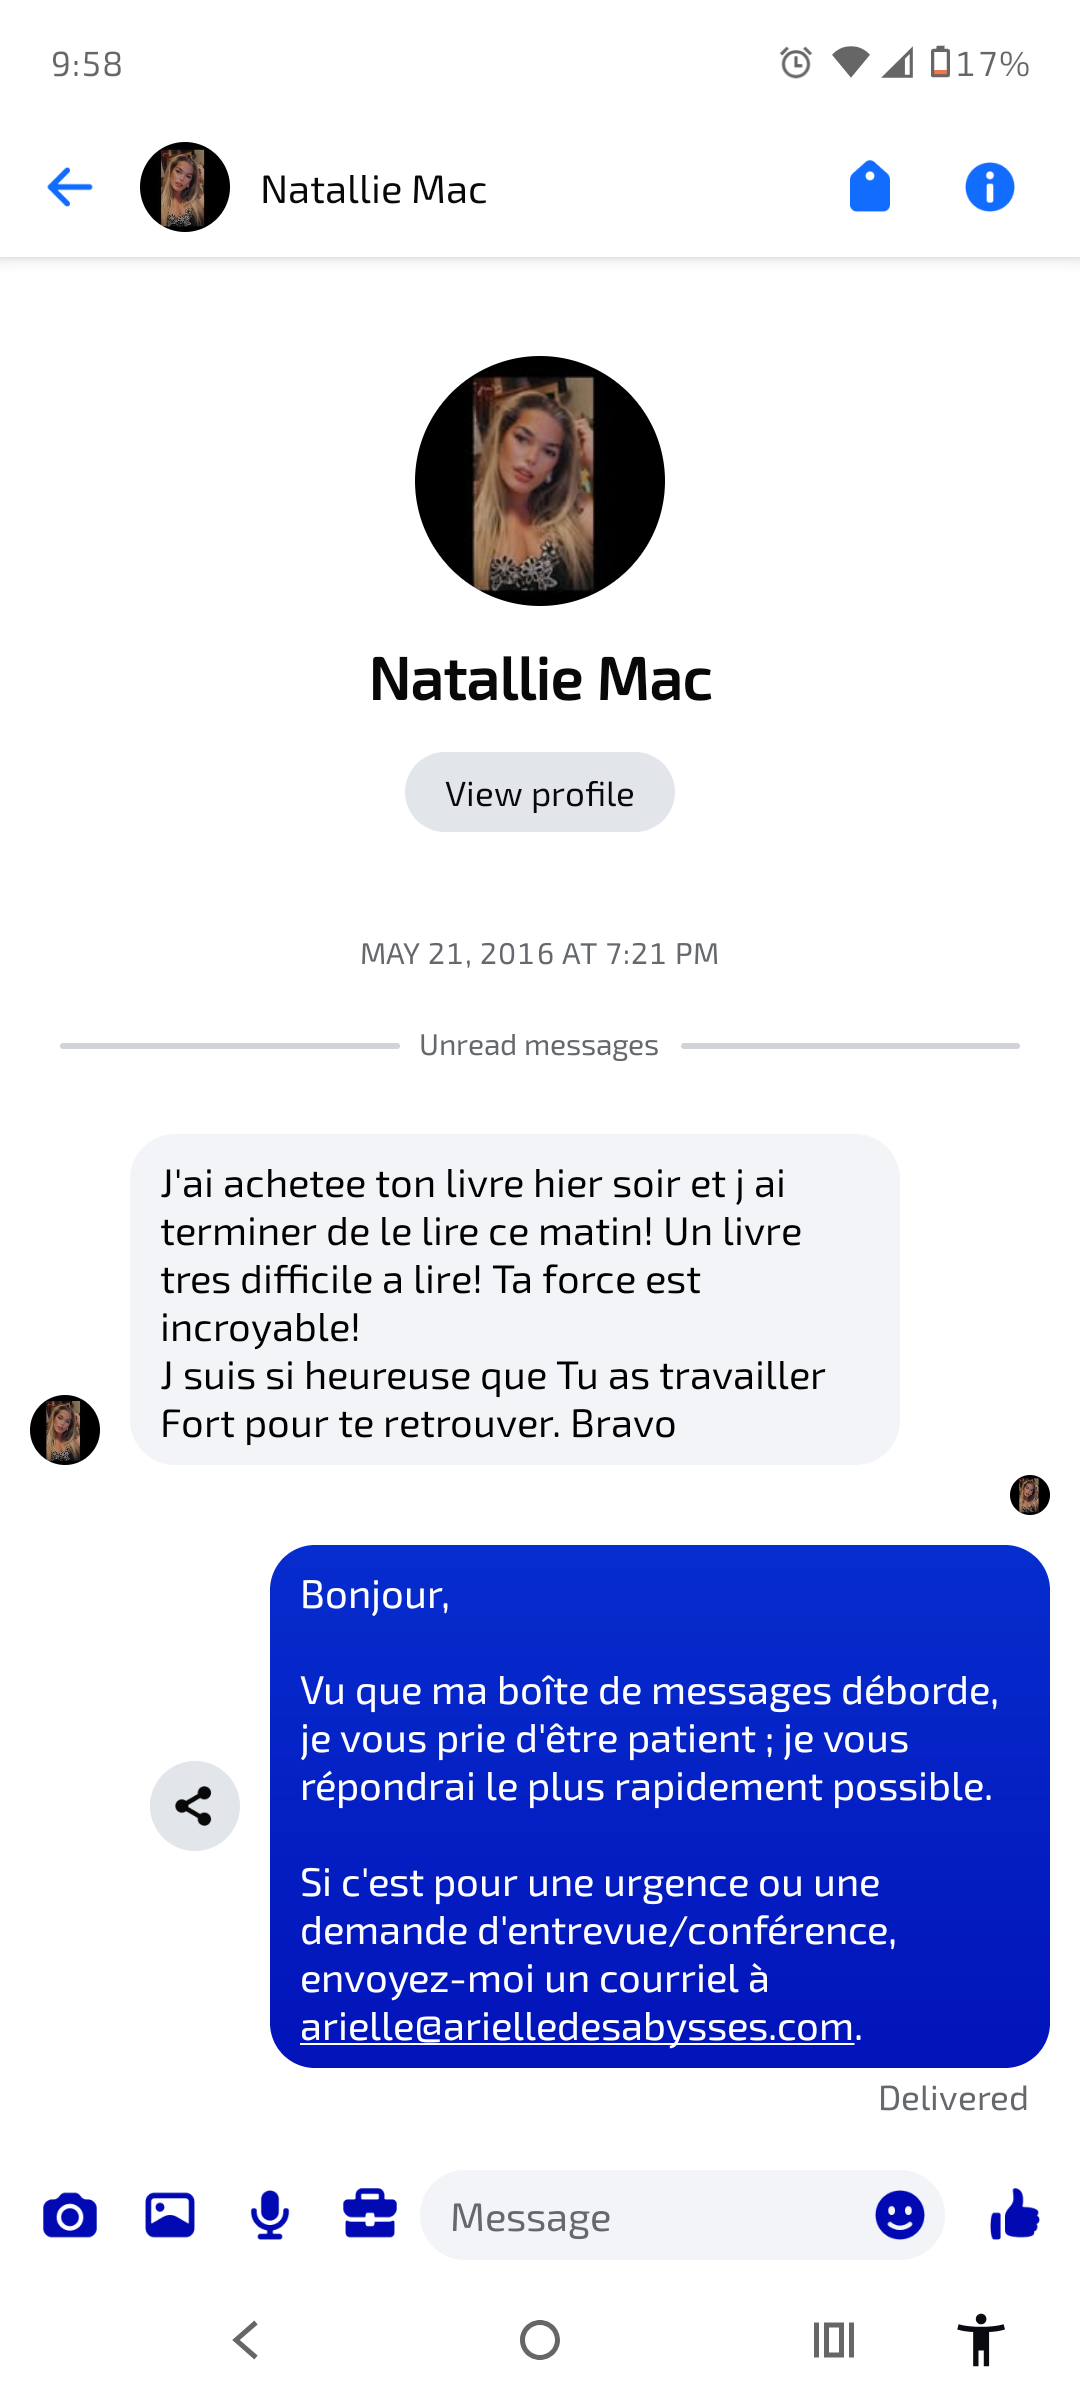 9:58
17%
Natallie Mac
Natallie Mac
View profile
MAY 21, 2016 AT 7:21 PM
Unread messages
J'ai achetee ton livre hier soir et j ai
terminer de le lire ce matin! Un livre
tres difficile a lire! Ta force est
incroyable!
J suis si heureuse que Tu as travailler
Fort pour te retrouver. Bravo
Bonjour,
Vu que ma boîte de messages déborde,
je vous prie d'être patient ; je vous
répondrai le plus rapidement possible.
Si c'est pour une urgence ou une
demande d'entrevue/conférence,
envoyez-moi un courriel à
arielle@arielledesabysses.com.
Delivered
Message